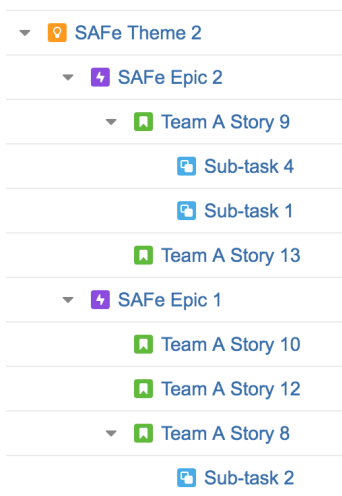 SAFe Theme 2
SAFe Epic 2
Team A Story 9
Sub-task 4
Sub-task 1
Team A Story 13
SAFe Epic 1
Team A Story 10
Team A Story 12
Team A Story 8
Sub-task 2